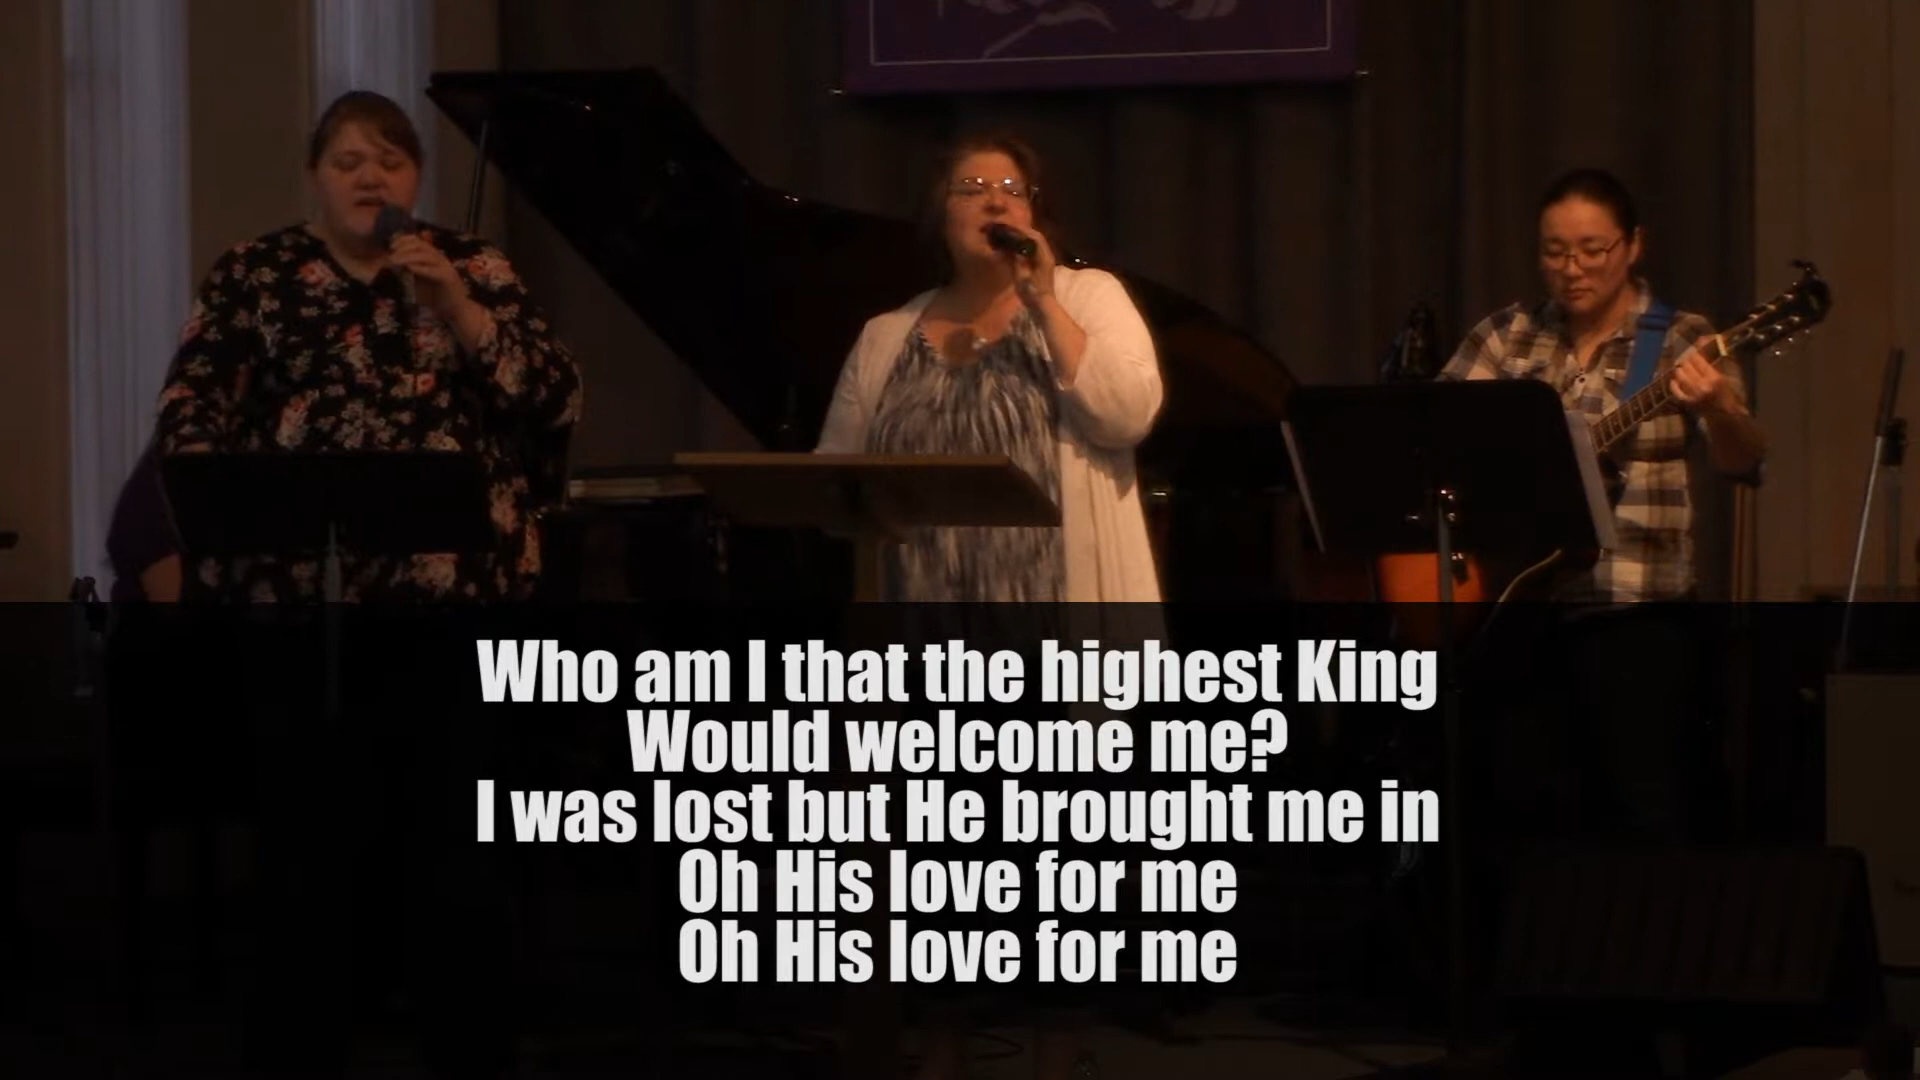 Who am I that the highest King
Would welcome me?
I was lost but He brought me in
Oh His love for me
Oh His love for me